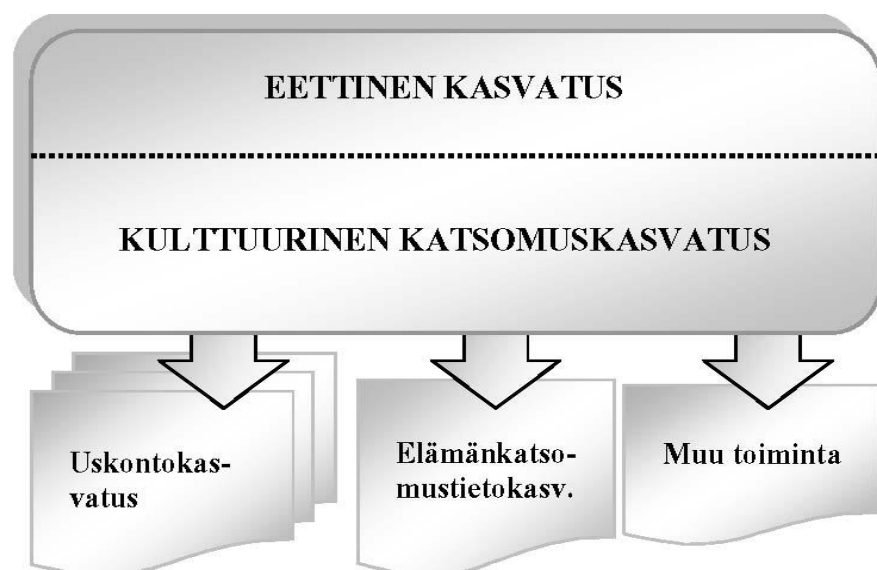 EETTINEN KASVATUS
KULTTUURINEN KATSOMUSKASVATUS
Uskontokas-
vatus
Elämänkatso-
mustietokasv.
Muu toiminta